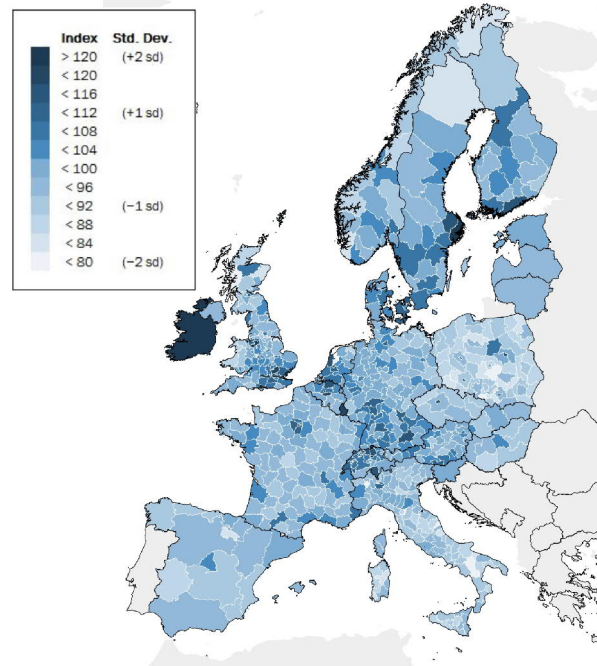 Index Std. Dev.
> 120 (+2 sd)
< 120
< 116
< 112 (+1 sd)
< 108
< 104
< 100
< 96
< 92 (−1 sd)
< 88
< 84
< 80 (−2 sd)